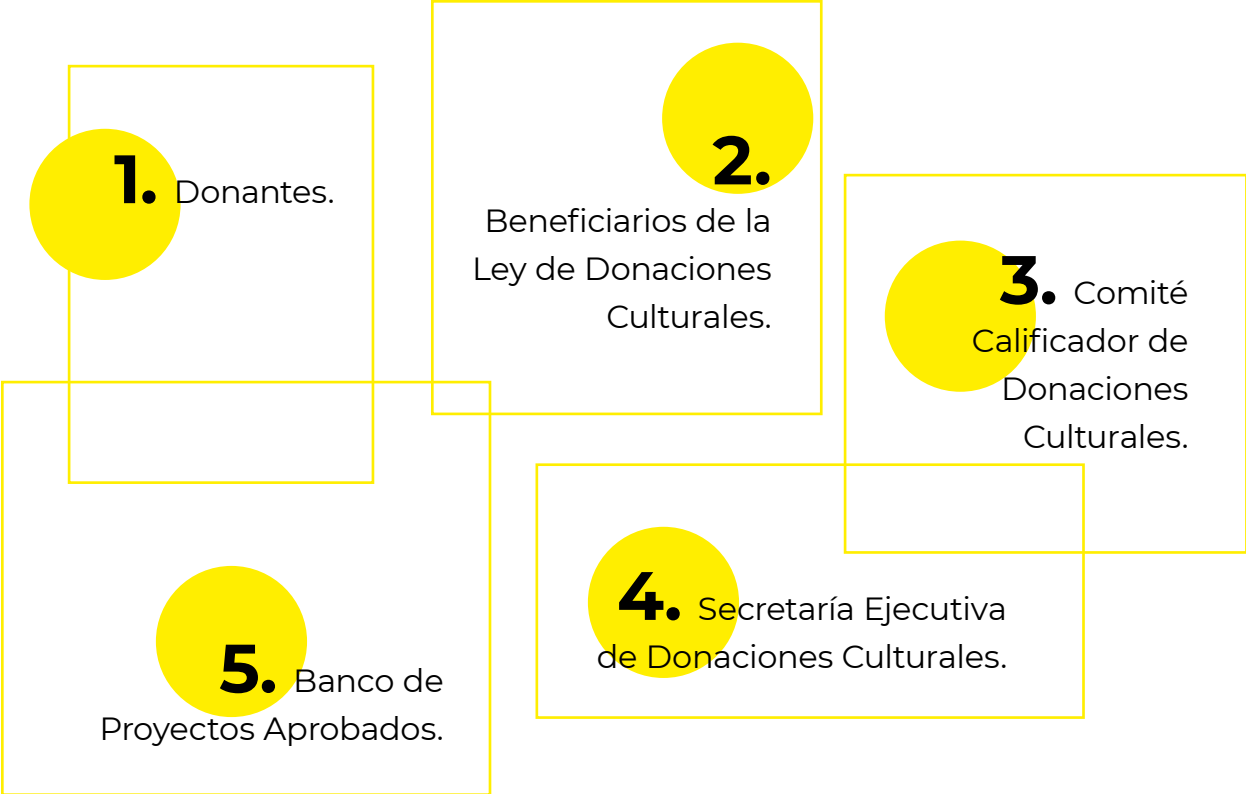 1. Donantes.
2.
Beneficiarios de la
Ley de Donaciones
Culturales.
3. Comité
Calificador de
Donaciones
Culturales.
4. Secretaría Ejecutiva
de Donaciones Culturales.
5. Banco de
Proyectos Aprobados.